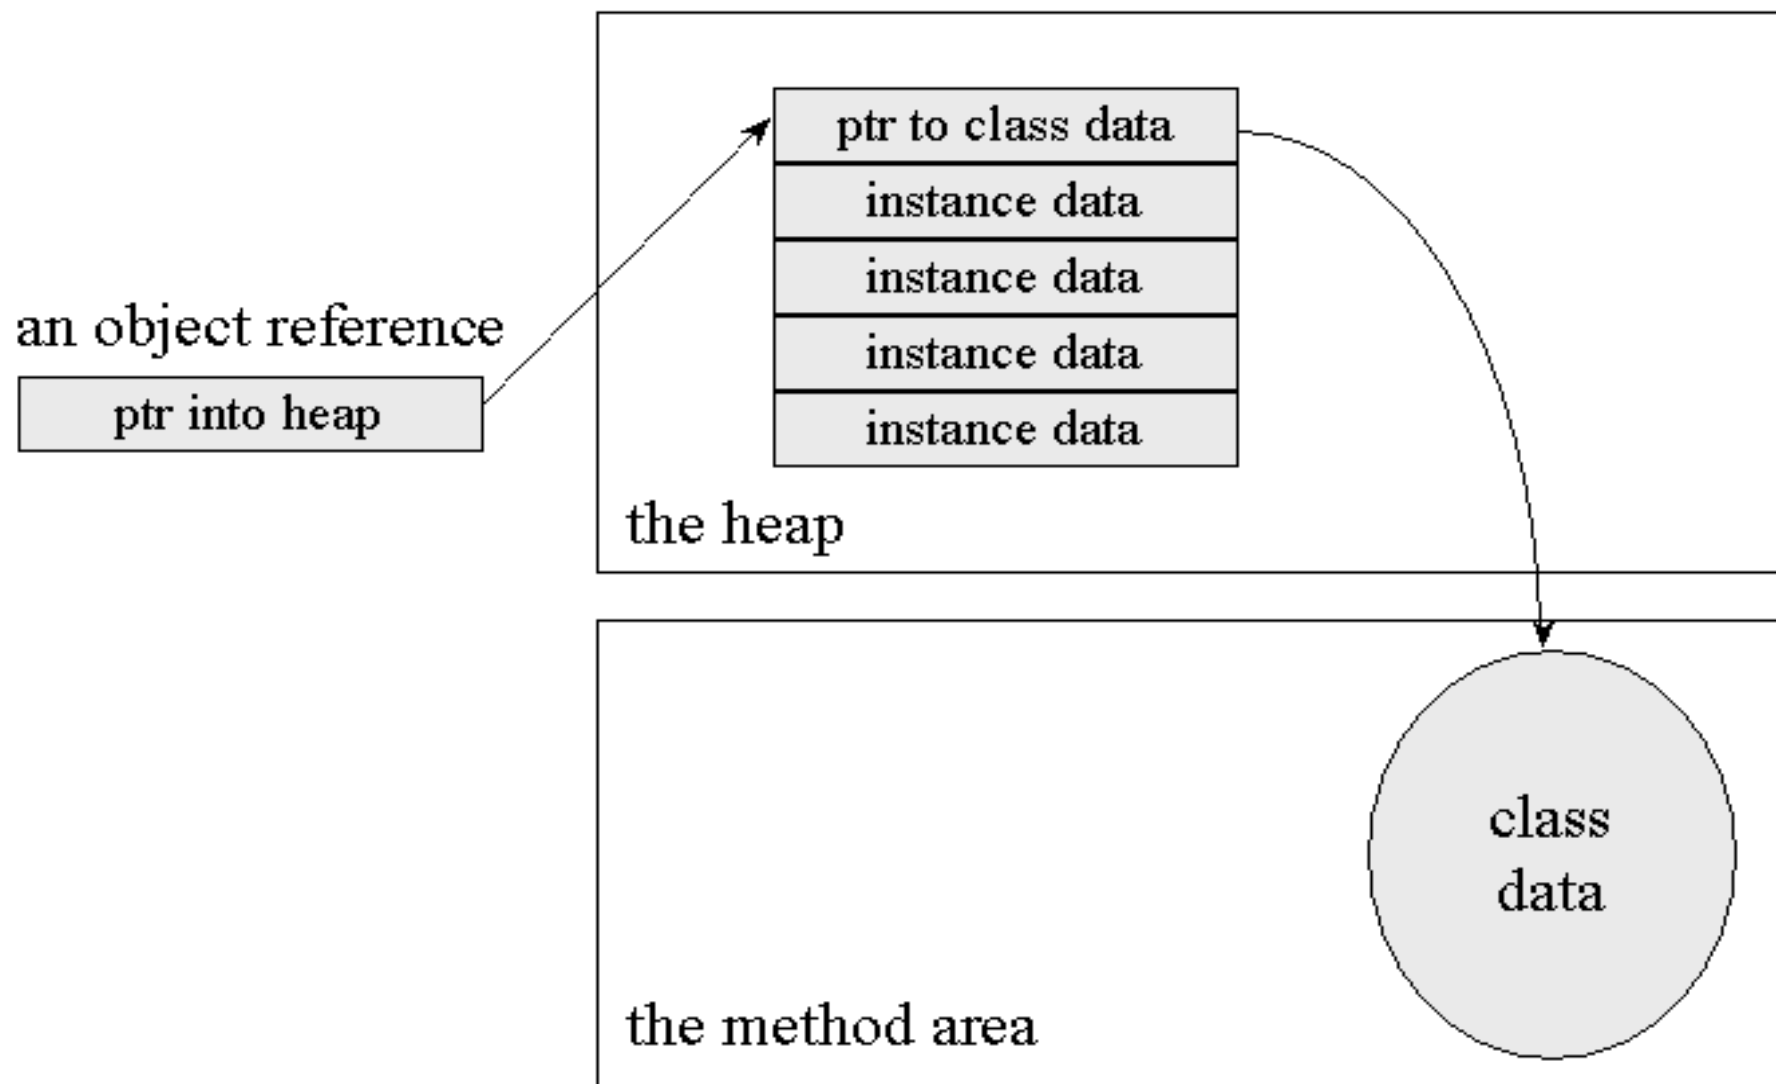 an object reference
ptr into heap
ptr to class data
instance data
instance data
instance data
instance data
the heap
class
data
the method area